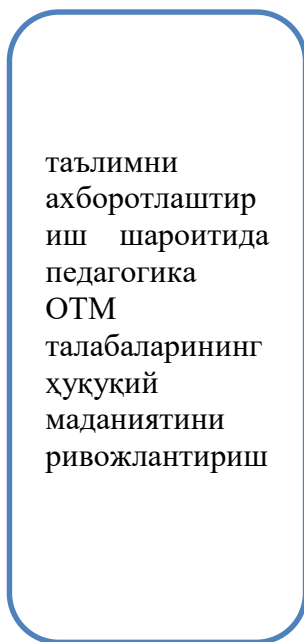 таълимни
ахборотлаштир
иш шароитида
педагогика
ОТМ
талабаларининг
ҳуқуқий
маданиятини
ривожлантириш